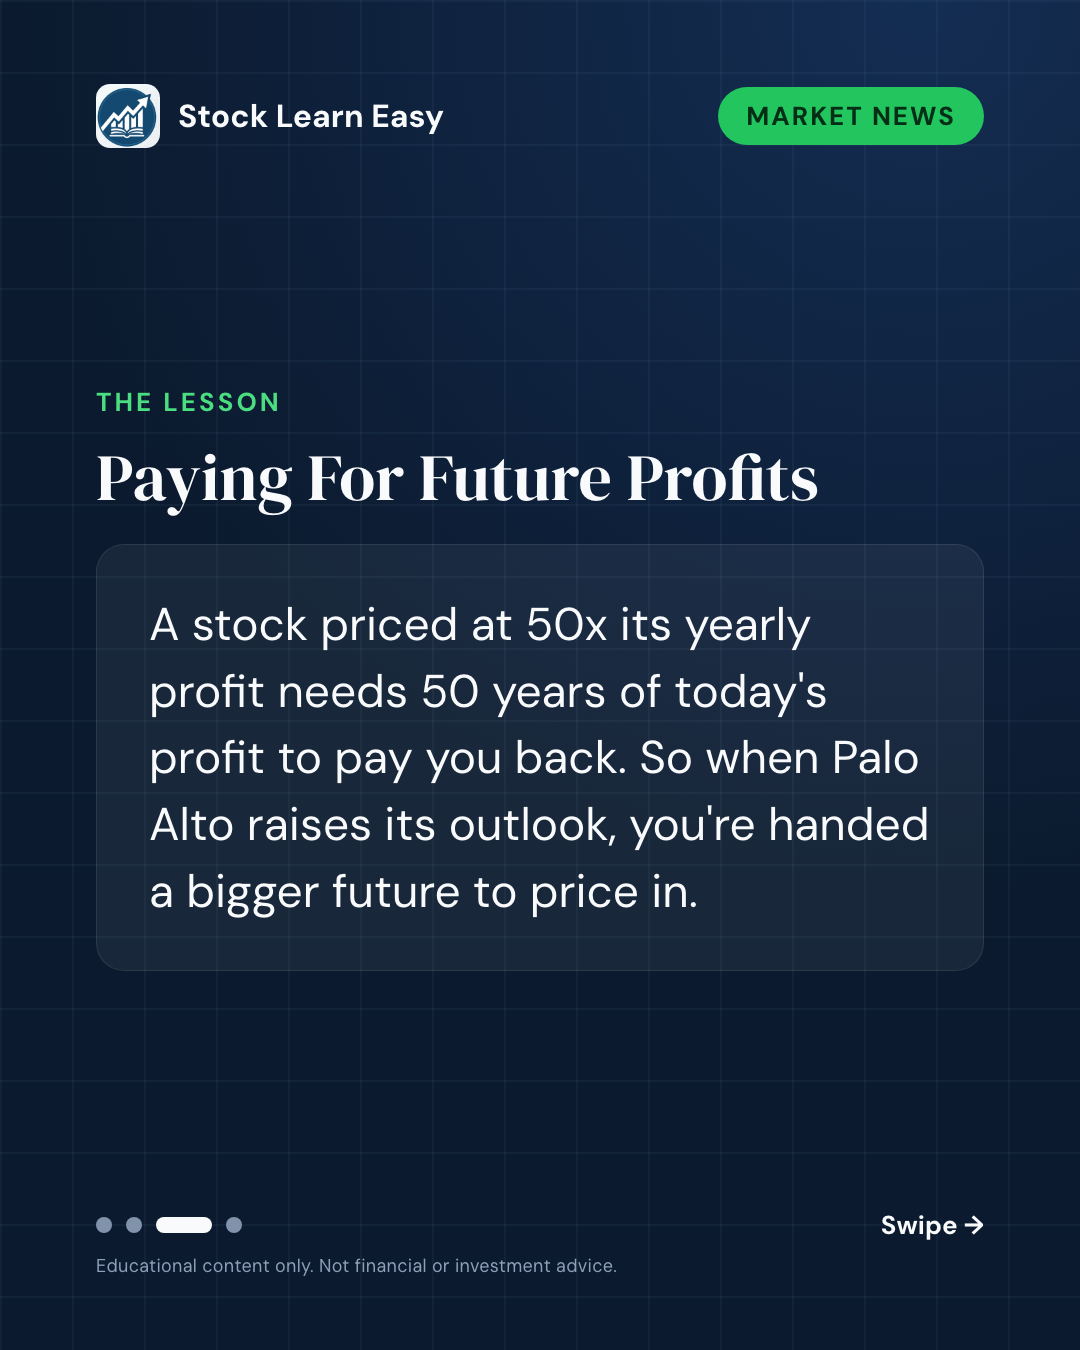 Stock Learn Easy
MARKET NEWS
THE LESSON
Paying For Future Profits
A stock priced at 50x its yearly
profit needs 50 years of today's
profit to pay you back. So when Palo
Alto raises its outlook, you're handed
a bigger future to price in.
Swipe →
Educational content only. Not financial or investment advice.